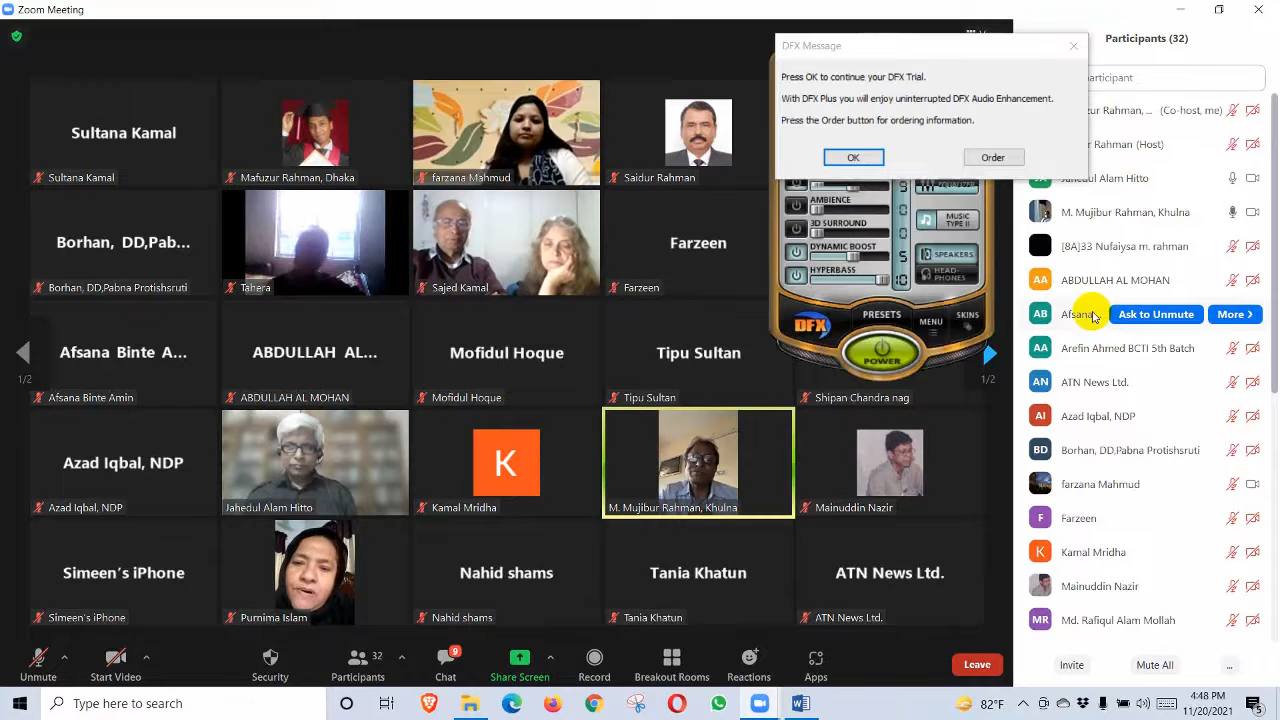 Zoom Meeting
Participants (32)
DFX Message
Press OK to continue your DFX Trial.
With DFX Plus you will enjoy uninterrupted DFX Audio Enhancement.
Press the Order button for ordering information.
OK
Order
articipant
zur Rahman, ... (Co-host)
Rahman (Host)
Jahedul Alam Hitto
M. Mujibur Rahman, Khulna
[8A]33 Nufaiysa m. rahman
AA
ABDULLAH AL MOHAN
AB
Afsana
Ask to Unmute
More
AA
Arefin Ahmed BCTI 5th Batch
AN
ATN News Ltd.
AI
Azad Iqbal, NDP
BD
Borhan, DD,Pabna Protishsruti
farzana Mahmud
F
Farzeen
K
Kamal Mridha
Mainuddin Nazir
MR
Md. Rafiqul Alam Mollah
Invite
Mute All
...
Sultana Kamal
Sultana Kamal
Mafuzur Rahman, Dhaka
farzana Mahmud
Saidur Rahman
Borhan, DD,Pab...
Borhan, DD,Pabna Protishsruti
Sajed Kamal
Farzeen
Farzeen
AMBIENCE
0
3D SURROUND
0
DYNAMIC BOOST
5
HYPERBASS
10
MUSIC
TYPE II
SPEAKERS
HEAD-
PHONES
DFX
PRESETS
MENU
SKINS
POWER
1/2
1/2
Afsana Binte A...
Afsana Binte Amin
ABDULLAH AL...
ABDULLAH AL MOHAN
Mofidul Hoque
Mofidul Hoque
Tipu Sultan
Tipu Sultan
Shipan Chandra nag
Azad Iqbal, NDP
Azad Iqbal, NDP
Jahedul Alam Hitto
K
Kamal Mridha
M. Mujibur Rahman, Khulna
Mainuddin Nazir
Simeen's iPhone
Simeen's iPhone
Purnima Islam
Nahid shams
Nahid shams
Tania Khatun
Tania Khatun
ATN News Ltd.
ATN News Ltd.
Unmute
Start Video
Security
32
Participants
9
Chat
Share Screen
Record
Breakout Rooms
Reactions
Apps
Leave
Type here to search
82°F
4:48 PM
11/20/2021